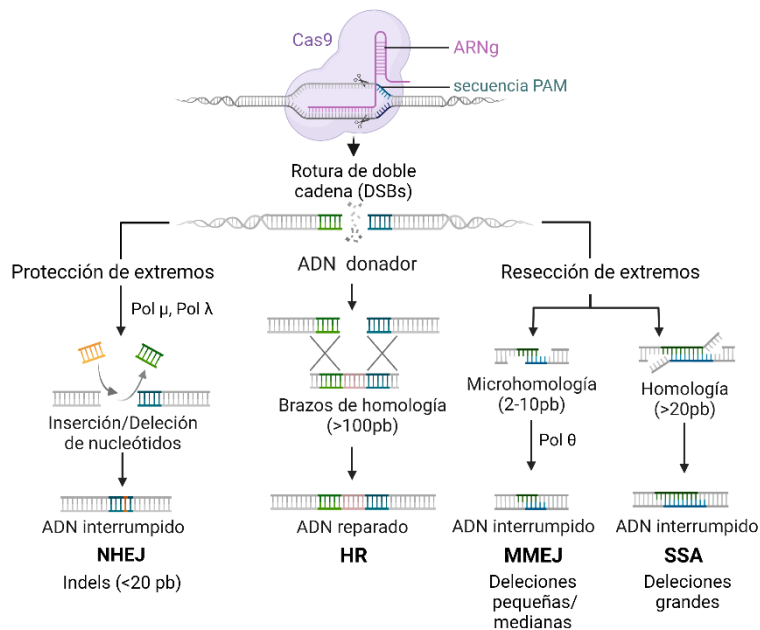 Cas9
ARNg
secuencia PAM
Rotura de doble
cadena (DSBs)
Protección de extremos
Pol μ, Pol λ
Inserción/Deleción
de nucleótidos
ADN interrumpido
NHEJ
Indels (<20 pb)
ADN donador
Brazos de homología
(>100pb)
ADN reparado
HR
Resección de extremos
Microhomología
(2-10pb)
Pol θ
ADN interrumpido
MMEJ
Deleciones
pequeñas/
medianas
Homología
(>20pb)
ADN interrumpido
SSA
Deleciones
grandes